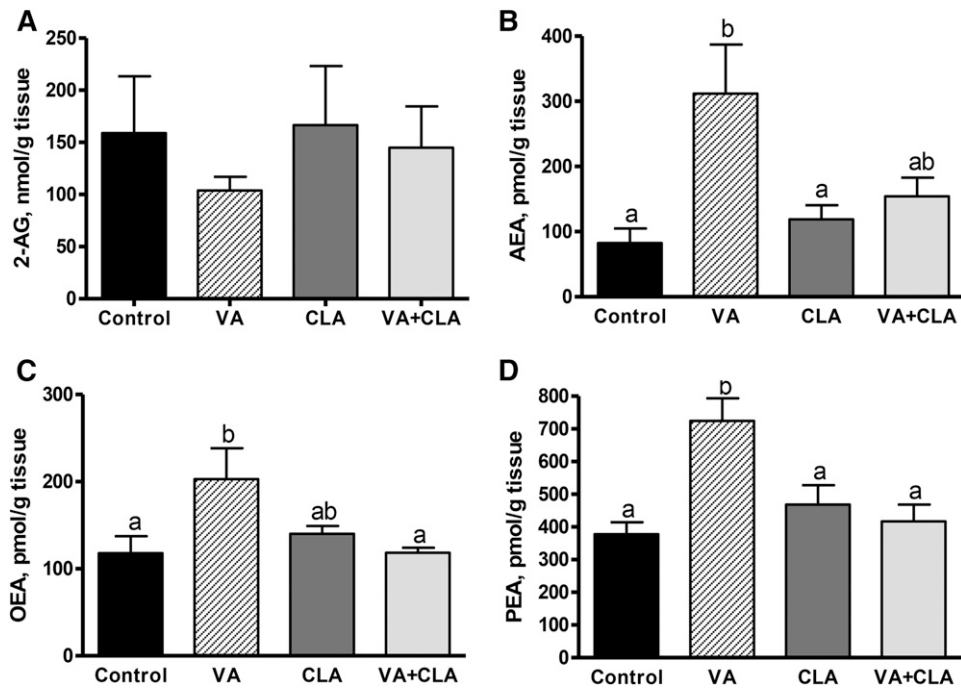 A
2-AG, nmol/g tissue
250
200
150
100
50
0
Control VA CLA VA+CLA
B
AEA, pmol/g tissue
400
300
200
100
0
a b a ab
Control VA CLA VA+CLA
C
OEA, pmol/g tissue
300
200
100
0
a b ab a
Control VA CLA VA+CLA
D
PEA, pmol/g tissue
800
700
600
500
400
300
200
100
0
a b a a
Control VA CLA VA+CLA